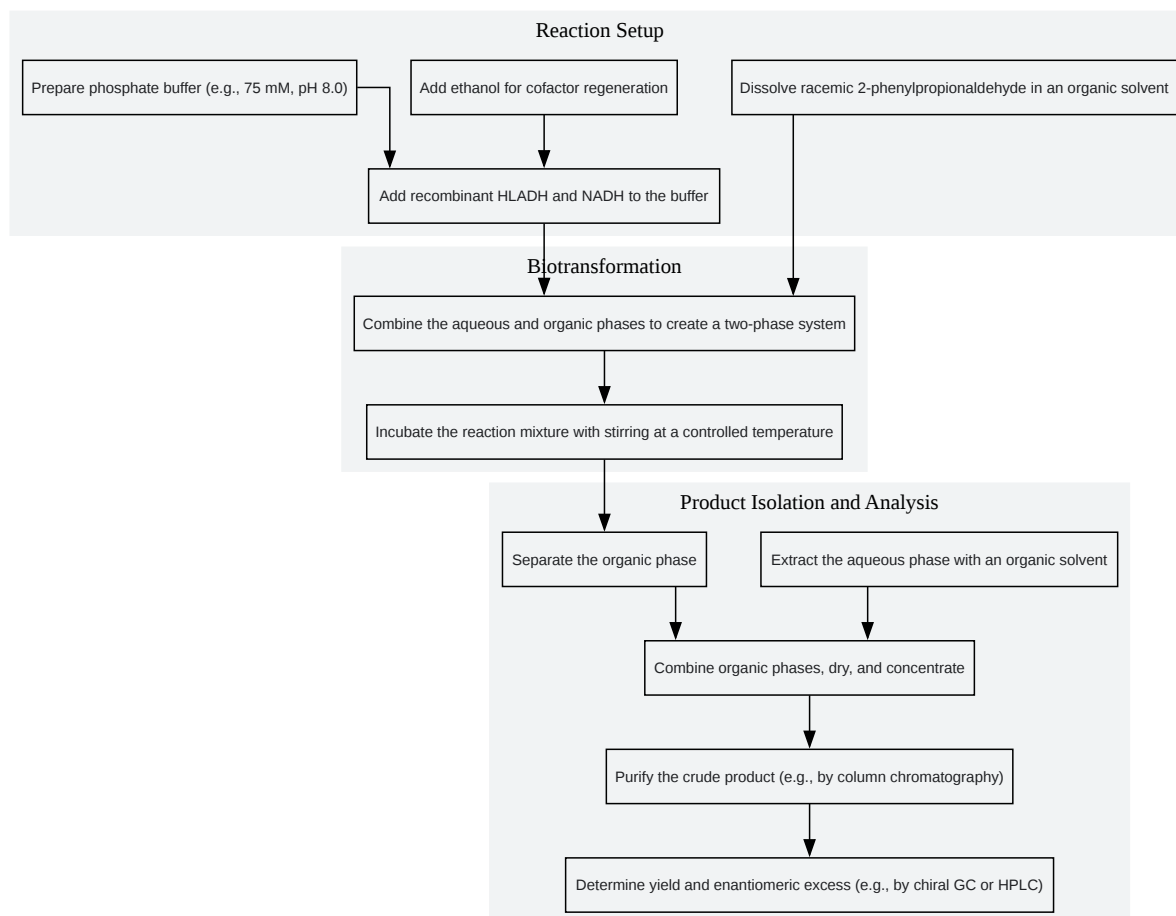 Reaction Setup
Prepare phosphate buffer (e.g., 75 mM, pH 8.0)
Add ethanol for cofactor regeneration
Dissolve racemic 2-phenylpropionaldehyde in an organic solvent
Add recombinant HLADH and NADH to the buffer
Biotransformation
Combine the aqueous and organic phases to create a two-phase system
Incubate the reaction mixture with stirring at a controlled temperature
Product Isolation and Analysis
Separate the organic phase
Extract the aqueous phase with an organic solvent
Combine organic phases, dry, and concentrate
Purify the crude product (e.g., by column chromatography)
Determine yield and enantiomeric excess (e.g., by chiral GC or HPLC)